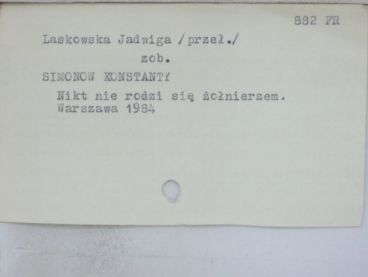 882 FR
Laskowska Jadwiga /przeł./
zob.
SIMONOW KONSTANTY
Nikt nie rodzi się żołnierzem.
Warszawa 1984